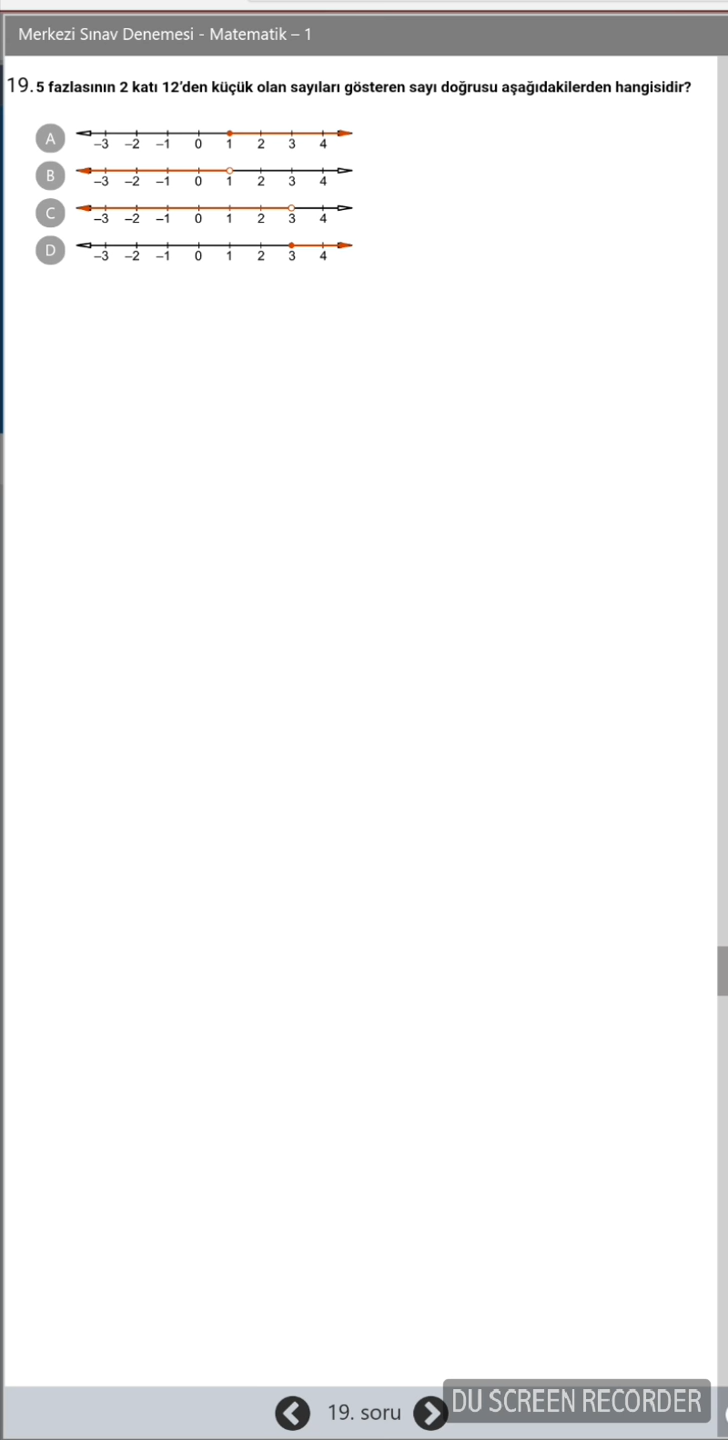 Merkezi Sınav Denemesi - Matematik – 1
19. 5 fazlasının 2 katı 12'den küçük olan sayıları gösteren sayı doğrusu aşağıdakilerden hangisidir?
A –3 –2 –1 0 1 2 3 4
B –3 –2 –1 0 1 2 3 4
C –3 –2 –1 0 1 2 3 4
D –3 –2 –1 0 1 2 3 4
19. soru
DU SCREEN RECORDER